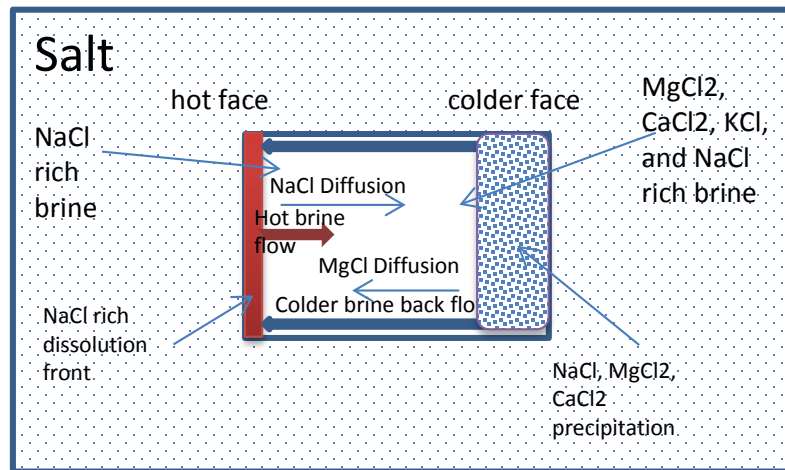 Salt
hot face
colder face
NaCl
rich
brine
MgCl2,
CaCl2, KCl,
and NaCl
rich brine
NaCl Diffusion
Hot brine
flow
MgCl Diffusion
Colder brine back flo
NaCl rich
dissolution
front
NaCl, MgCl2,
CaCl2
precipitation